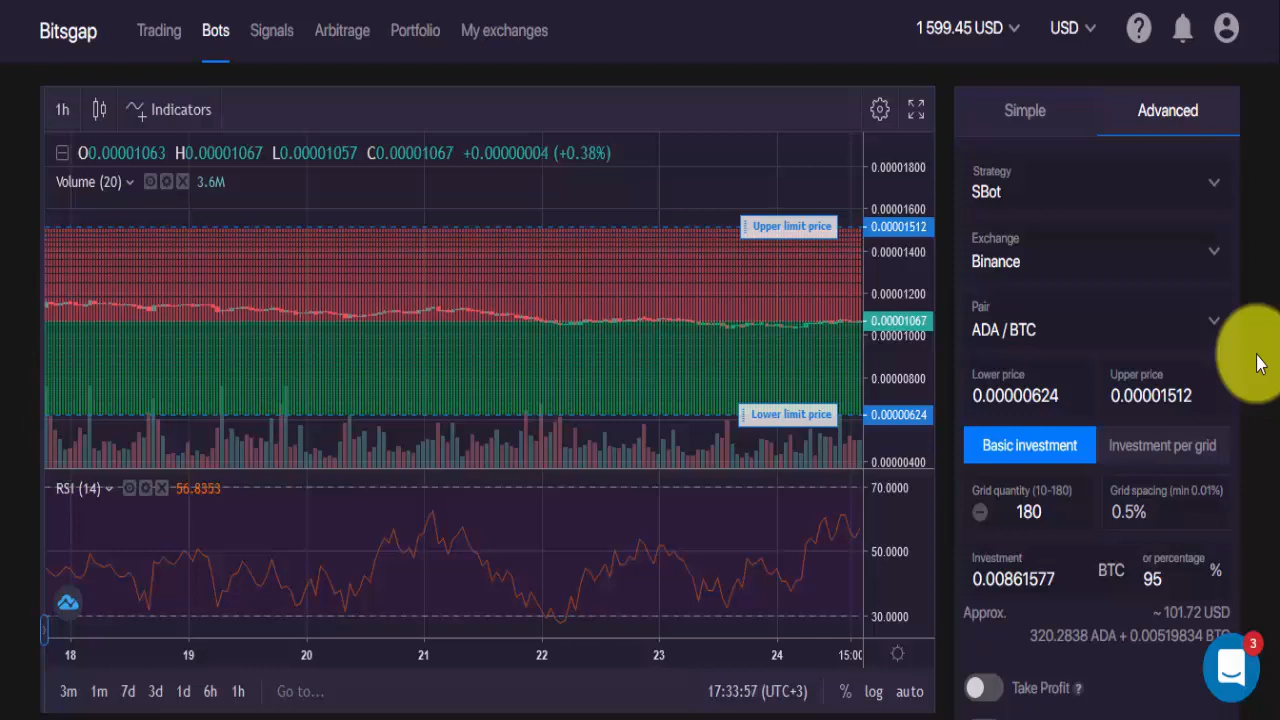 Bitsgap Trading Bots Signals Arbitrage Portfolio My exchanges 1 599.45 USD USD
1h Indicators
O0.00001063 H0.00001067 L0.00001057 C0.00001067 +0.00000004 (+0.38%)
Volume (20) 3.6M
Upper limit price
Lower limit price
0.00001800
0.00001600
0.00001512
0.00001400
0.00001200
0.00001067
0.00001000
0.00000800
0.00000624
0.00000400
RSI (14) 56.8353
70.0000
50.0000
30.0000
18 19 20 21 22 23 24 15:00
3m 1m 7d 3d 1d 6h 1h Go to... 17:33:57 (UTC+3) % log auto
Simple Advanced
Strategy
SBot
Exchange
Binance
Pair
ADA / BTC
Lower price Upper price
0.00000624 0.00001512
Basic investment Investment per grid
Grid quantity (10-180) Grid spacing (min 0.01%)
180 0.5%
Investment or percentage
0.00861577 BTC 95 %
Approx. ~ 101.72 USD
320.2838 ADA + 0.00519834 BTC
3
Take Profit ?